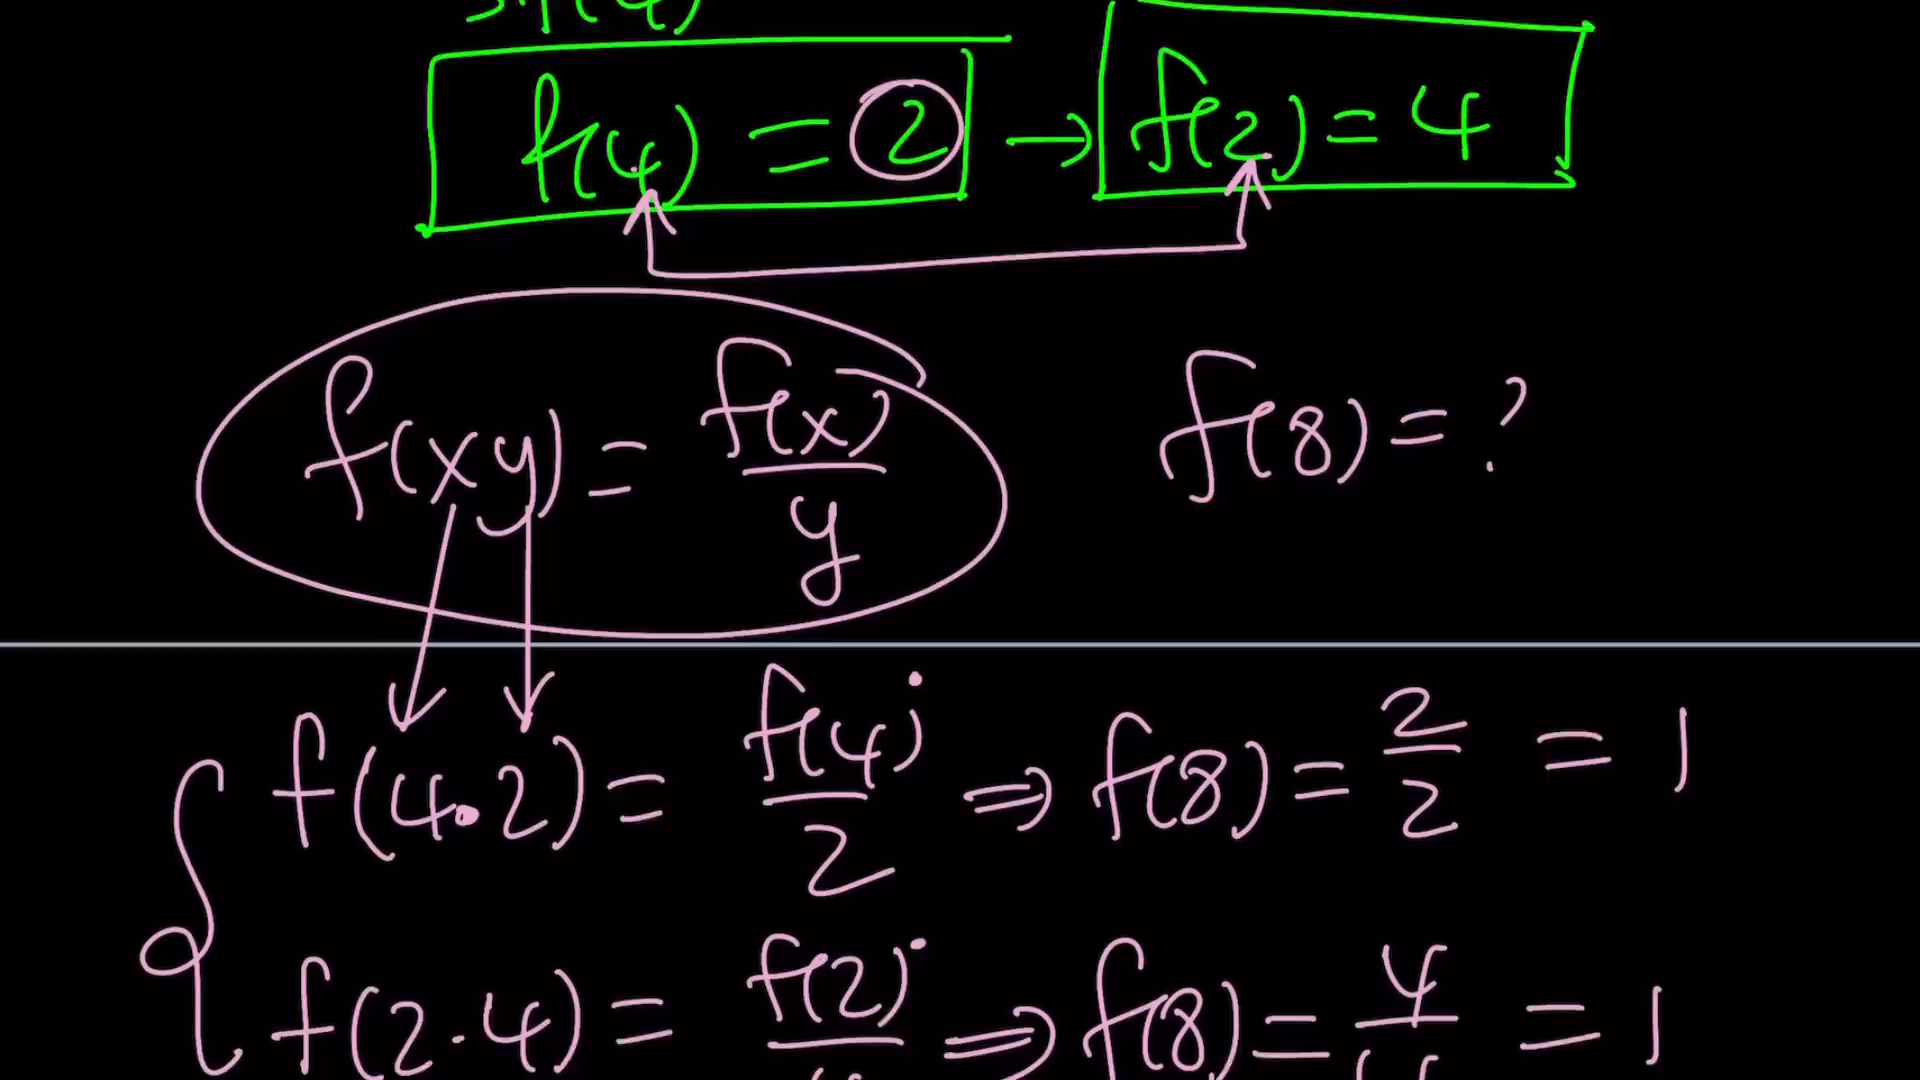 f(4)
f(4) = 2 → f(2) = 4
f(xy) = f(x)/y f(8) = ?
f(4·2) = f(4)/2 ⇒ f(8) = 2/2 = 1
f(2·4) = f(2)/4 ⇒ f(8) = 4/4 = 1